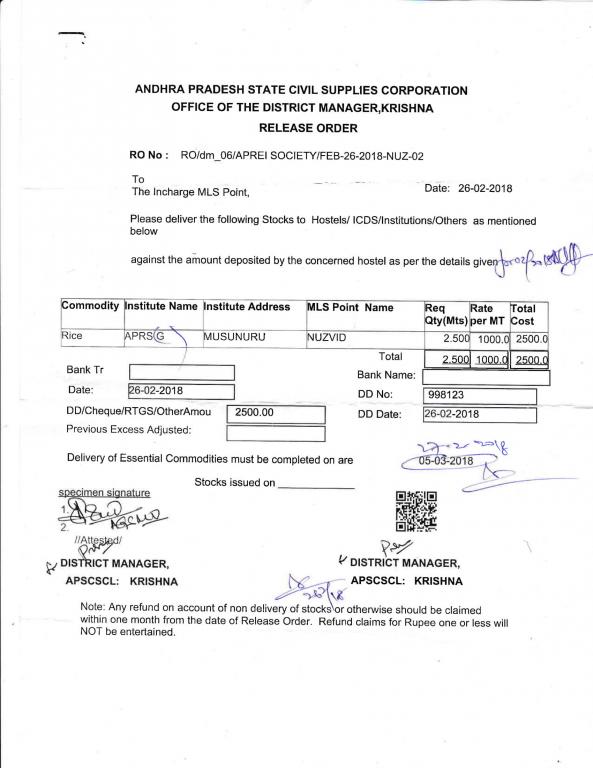 ANDHRA PRADESH STATE CIVIL SUPPLIES CORPORATION
OFFICE OF THE DISTRICT MANAGER,KRISHNA
RELEASE ORDER
RO No : RO/dm_06/APREI SOCIETY/FEB-26-2018-NUZ-02
To
The Incharge MLS Point, Date: 26-02-2018
Please deliver the following Stocks to Hostels/ ICDS/Institutions/Others as mentioned
below
against the amount deposited by the concerned hostel as per the details given
Commodity Institute Name Institute Address MLS Point Name Req Qty(Mts) Rate per MT Total Cost
Rice APRS G MUSUNURU NUZVID 2.500 1000.0 2500.0
Total 2.500 1000.0 2500.0
Bank Tr Bank Name:
Date: 26-02-2018 DD No: 998123
DD/Cheque/RTGS/OtherAmou 2500.00 DD Date: 26-02-2018
Previous Excess Adjusted:
27-2-2018
Delivery of Essential Commodities must be completed on are 05-03-2018
Stocks issued on
specimen signature
1.
2.
//Attested/
DISTRICT MANAGER, DISTRICT MANAGER,
APSCSCL: KRISHNA APSCSCL: KRISHNA
Note: Any refund on account of non delivery of stocks or otherwise should be claimed
within one month from the date of Release Order. Refund claims for Rupee one or less will
NOT be entertained.